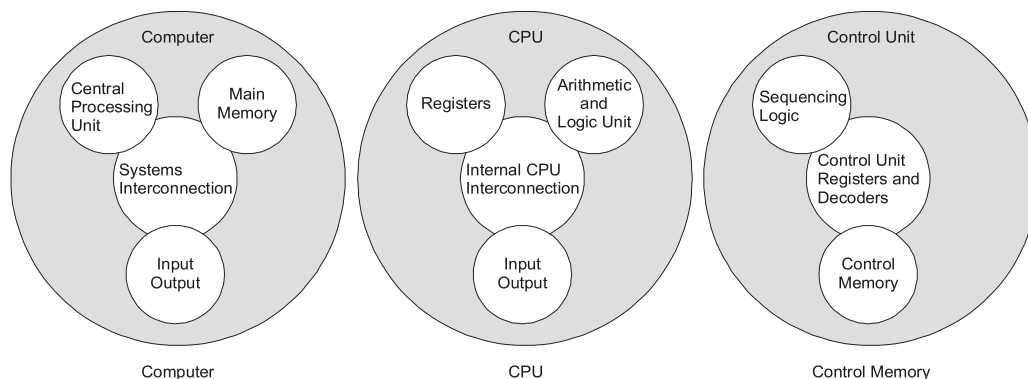 Computer
Central
Processing
Unit
Main
Memory
Systems
Interconnection
Input
Output
Computer
CPU
Registers
Arithmetic
and
Logic Unit
Internal CPU
Interconnection
Input
Output
CPU
Control Unit
Sequencing
Logic
Control Unit
Registers and
Decoders
Control
Memory
Control Memory